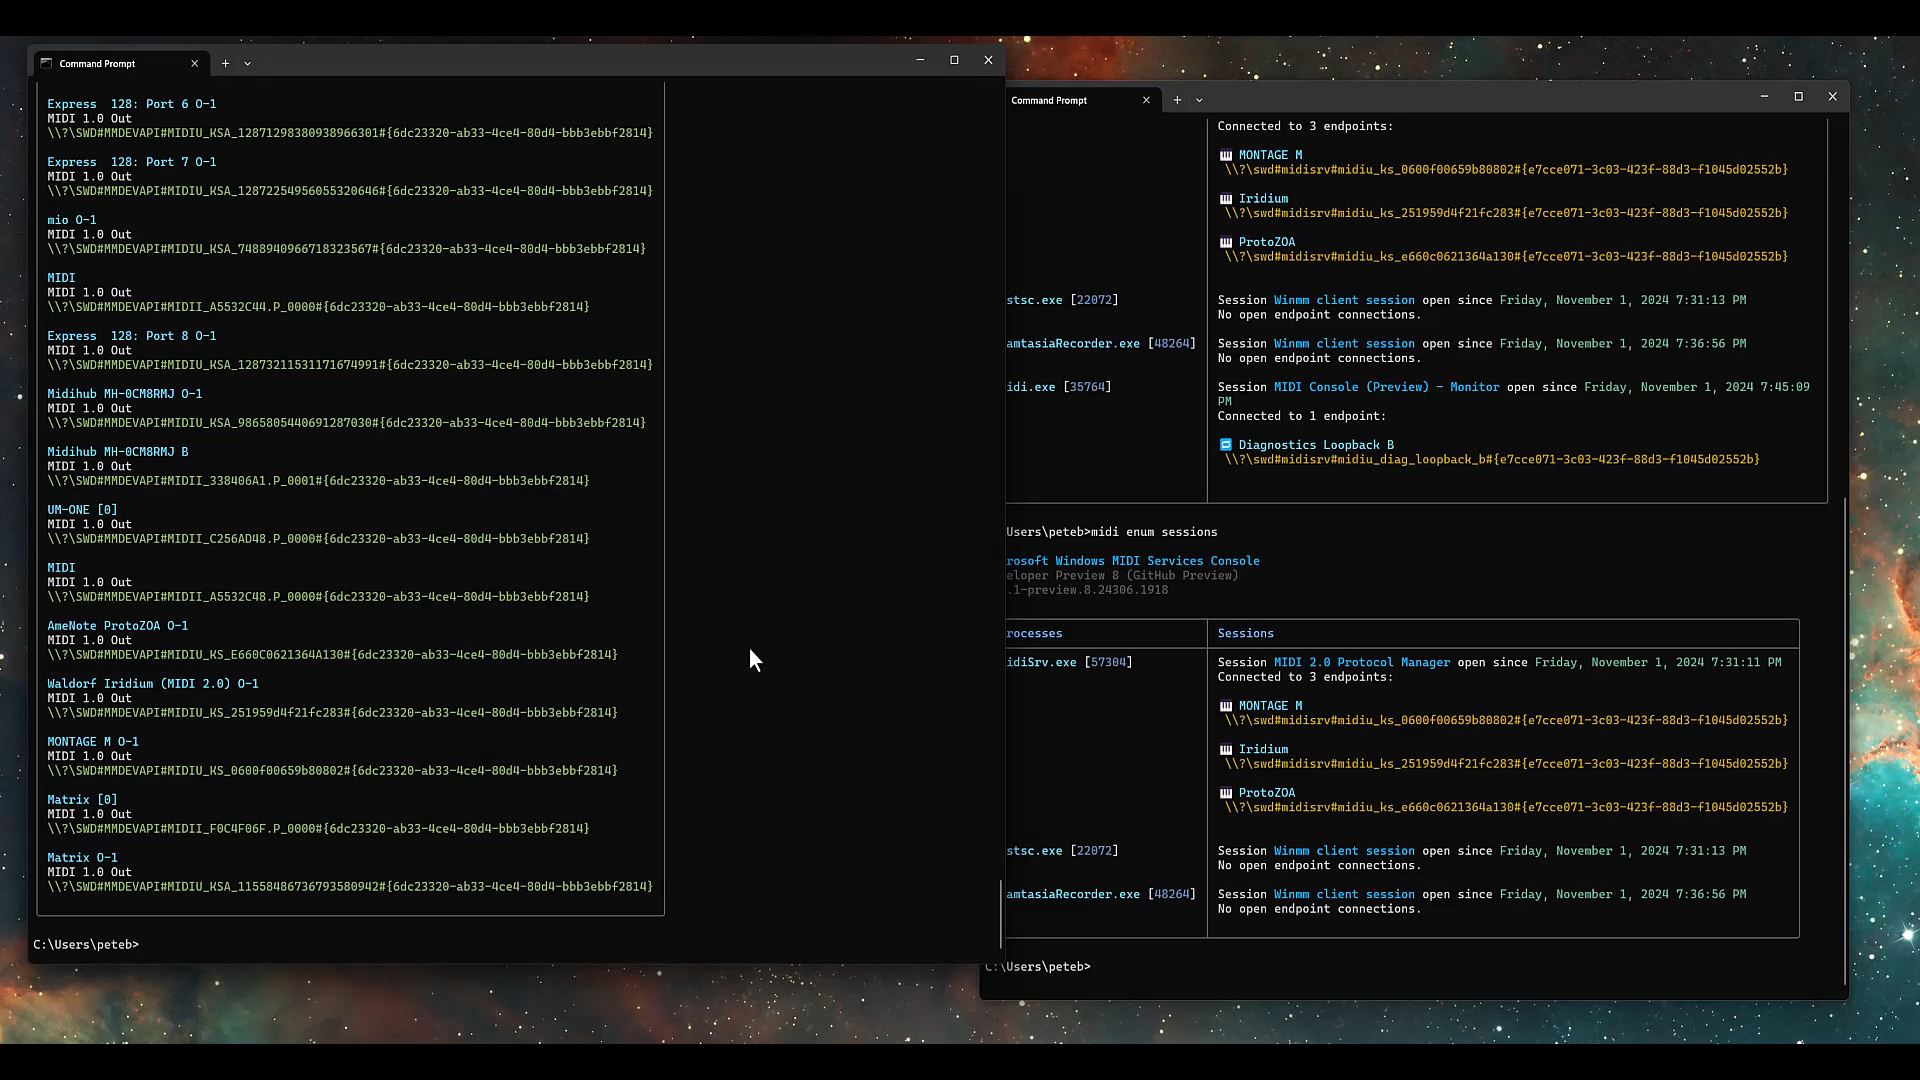 Command Prompt
Express  128: Port 6 O-1
MIDI 1.0 Out
\\?\SWD#MMDEVAPI#MIDIU_KSA_12871298380938966301#{6dc23320-ab33-4ce4-80d4-bbb3ebbf2814}
Express  128: Port 7 O-1
MIDI 1.0 Out
\\?\SWD#MMDEVAPI#MIDIU_KSA_12872254956055320646#{6dc23320-ab33-4ce4-80d4-bbb3ebbf2814}
mio O-1
MIDI 1.0 Out
\\?\SWD#MMDEVAPI#MIDIU_KSA_7488940966718323567#{6dc23320-ab33-4ce4-80d4-bbb3ebbf2814}
MIDI
MIDI 1.0 Out
\\?\SWD#MMDEVAPI#MIDII_A5532C44.P_0000#{6dc23320-ab33-4ce4-80d4-bbb3ebbf2814}
Express  128: Port 8 O-1
MIDI 1.0 Out
\\?\SWD#MMDEVAPI#MIDIU_KSA_12873211531171674991#{6dc23320-ab33-4ce4-80d4-bbb3ebbf2814}
Midihub MH-0CM8RMJ O-1
MIDI 1.0 Out
\\?\SWD#MMDEVAPI#MIDIU_KSA_9865805440691287030#{6dc23320-ab33-4ce4-80d4-bbb3ebbf2814}
Midihub MH-0CM8RMJ B
MIDI 1.0 Out
\\?\SWD#MMDEVAPI#MIDII_338406A1.P_0001#{6dc23320-ab33-4ce4-80d4-bbb3ebbf2814}
UM-ONE [0]
MIDI 1.0 Out
\\?\SWD#MMDEVAPI#MIDII_C256AD48.P_0000#{6dc23320-ab33-4ce4-80d4-bbb3ebbf2814}
MIDI
MIDI 1.0 Out
\\?\SWD#MMDEVAPI#MIDII_A5532C48.P_0000#{6dc23320-ab33-4ce4-80d4-bbb3ebbf2814}
AmeNote ProtoZOA O-1
MIDI 1.0 Out
\\?\SWD#MMDEVAPI#MIDIU_KS_E660C0621364A130#{6dc23320-ab33-4ce4-80d4-bbb3ebbf2814}
Waldorf Iridium (MIDI 2.0) O-1
MIDI 1.0 Out
\\?\SWD#MMDEVAPI#MIDIU_KS_251959d4f21fc283#{6dc23320-ab33-4ce4-80d4-bbb3ebbf2814}
MONTAGE M O-1
MIDI 1.0 Out
\\?\SWD#MMDEVAPI#MIDIU_KS_0600f00659b80802#{6dc23320-ab33-4ce4-80d4-bbb3ebbf2814}
Matrix [0]
MIDI 1.0 Out
\\?\SWD#MMDEVAPI#MIDII_F0C4F06F.P_0000#{6dc23320-ab33-4ce4-80d4-bbb3ebbf2814}
Matrix O-1
MIDI 1.0 Out
\\?\SWD#MMDEVAPI#MIDIU_KSA_11558486736793580942#{6dc23320-ab33-4ce4-80d4-bbb3ebbf2814}
C:\Users\peteb>
Command Prompt
Connected to 3 endpoints:
MONTAGE M
\\?\swd#midisrv#midiu_ks_0600f00659b80802#{e7cce071-3c03-423f-88d3-f1045d02552b}
Iridium
\\?\swd#midisrv#midiu_ks_251959d4f21fc283#{e7cce071-3c03-423f-88d3-f1045d02552b}
ProtoZOA
\\?\swd#midisrv#midiu_ks_e660c0621364a130#{e7cce071-3c03-423f-88d3-f1045d02552b}
stsc.exe [22072] Session Winmm client session open since Friday, November 1, 2024 7:31:13 PM
No open endpoint connections.
amtasiaRecorder.exe [48264] Session Winmm client session open since Friday, November 1, 2024 7:36:56 PM
No open endpoint connections.
idi.exe [35764] Session MIDI Console (Preview) - Monitor open since Friday, November 1, 2024 7:45:09
PM
Connected to 1 endpoint:
Diagnostics Loopback B
\\?\swd#midisrv#midiu_diag_loopback_b#{e7cce071-3c03-423f-88d3-f1045d02552b}
Users\peteb>midi enum sessions
rosoft Windows MIDI Services Console
eloper Preview 8 (GitHub Preview)
.1-preview.8.24306.1918
rocesses Sessions
idiSrv.exe [57304] Session MIDI 2.0 Protocol Manager open since Friday, November 1, 2024 7:31:11 PM
Connected to 3 endpoints:
MONTAGE M
\\?\swd#midisrv#midiu_ks_0600f00659b80802#{e7cce071-3c03-423f-88d3-f1045d02552b}
Iridium
\\?\swd#midisrv#midiu_ks_251959d4f21fc283#{e7cce071-3c03-423f-88d3-f1045d02552b}
ProtoZOA
\\?\swd#midisrv#midiu_ks_e660c0621364a130#{e7cce071-3c03-423f-88d3-f1045d02552b}
stsc.exe [22072] Session Winmm client session open since Friday, November 1, 2024 7:31:13 PM
No open endpoint connections.
amtasiaRecorder.exe [48264] Session Winmm client session open since Friday, November 1, 2024 7:36:56 PM
No open endpoint connections.
C:\Users\peteb>